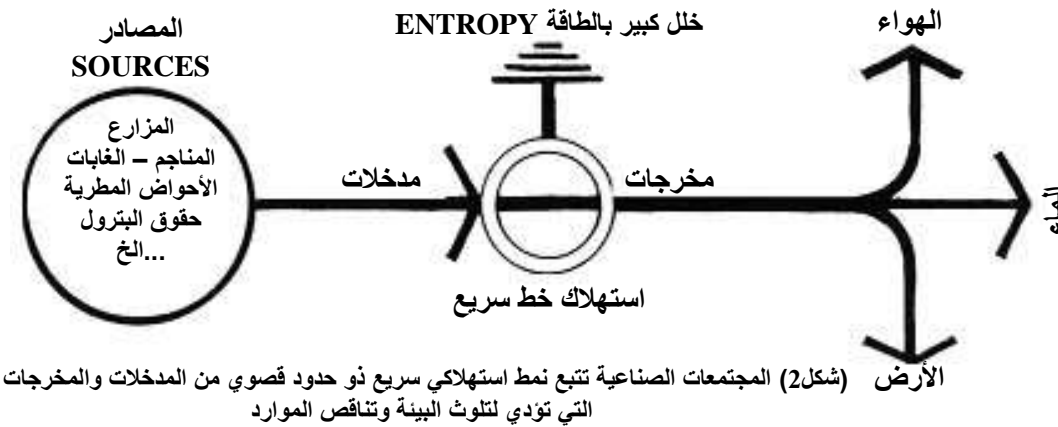 المصادر
SOURCES
المزارع
المناجم – الغابات
الأحواض المطرية
حقوق البترول
...الخ
مدخلات
خلل كبير بالطاقة ENTROPY
استهلاك خط سريع
مخرجات
الهواء
الماء
الأرض
(شكل2) المجتمعات الصناعية تتبع نمط استهلاكي سريع ذو حدود قصوي من المدخلات والمخرجات
التي تؤدي لتلوث البيئة وتناقص الموارد